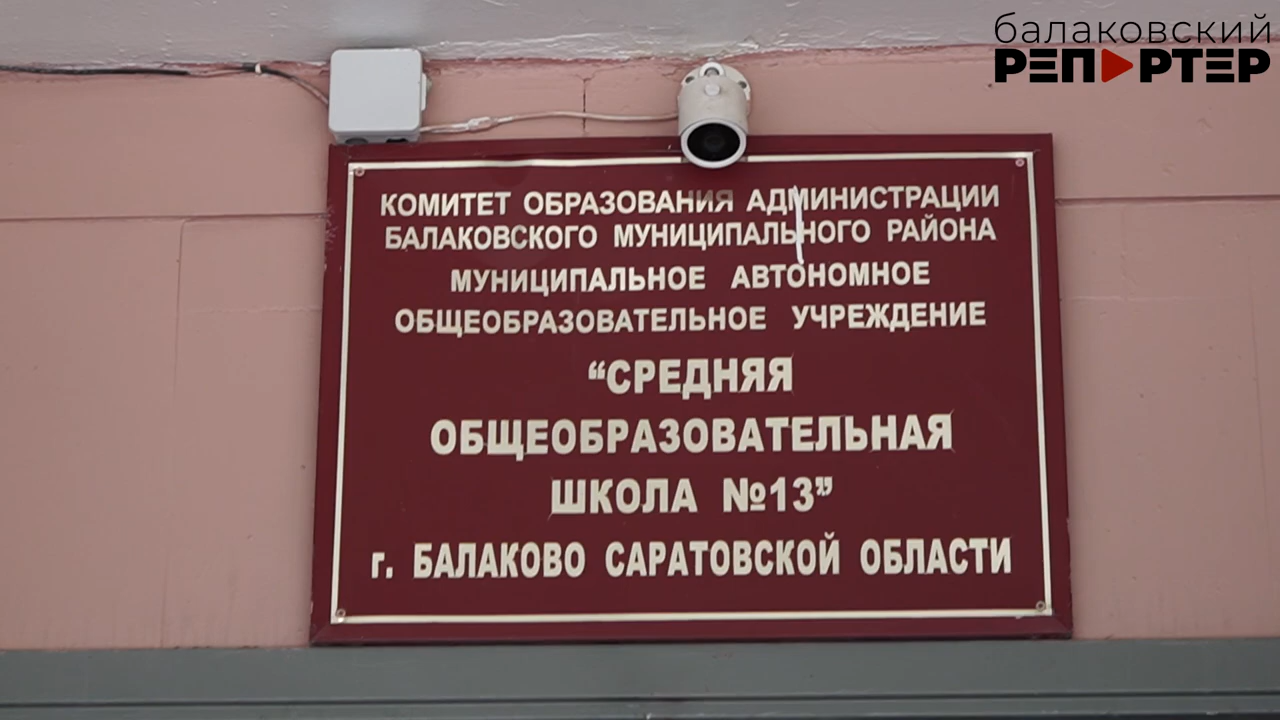 балаковский
РЕПОРТЕР
КОМИТЕТ ОБРАЗОВАНИЯ АДМИНИСТРАЦИИ
БАЛАКОВСКОГО МУНИЦИПАЛЬНОГО РАЙОНА
МУНИЦИПАЛЬНОЕ АВТОНОМНОЕ
ОБЩЕОБРАЗОВАТЕЛЬНОЕ УЧРЕЖДЕНИЕ
“СРЕДНЯЯ
ОБЩЕОБРАЗОВАТЕЛЬНАЯ
ШКОЛА №13”
г. БАЛАКОВО САРАТОВСКОЙ ОБЛАСТИ